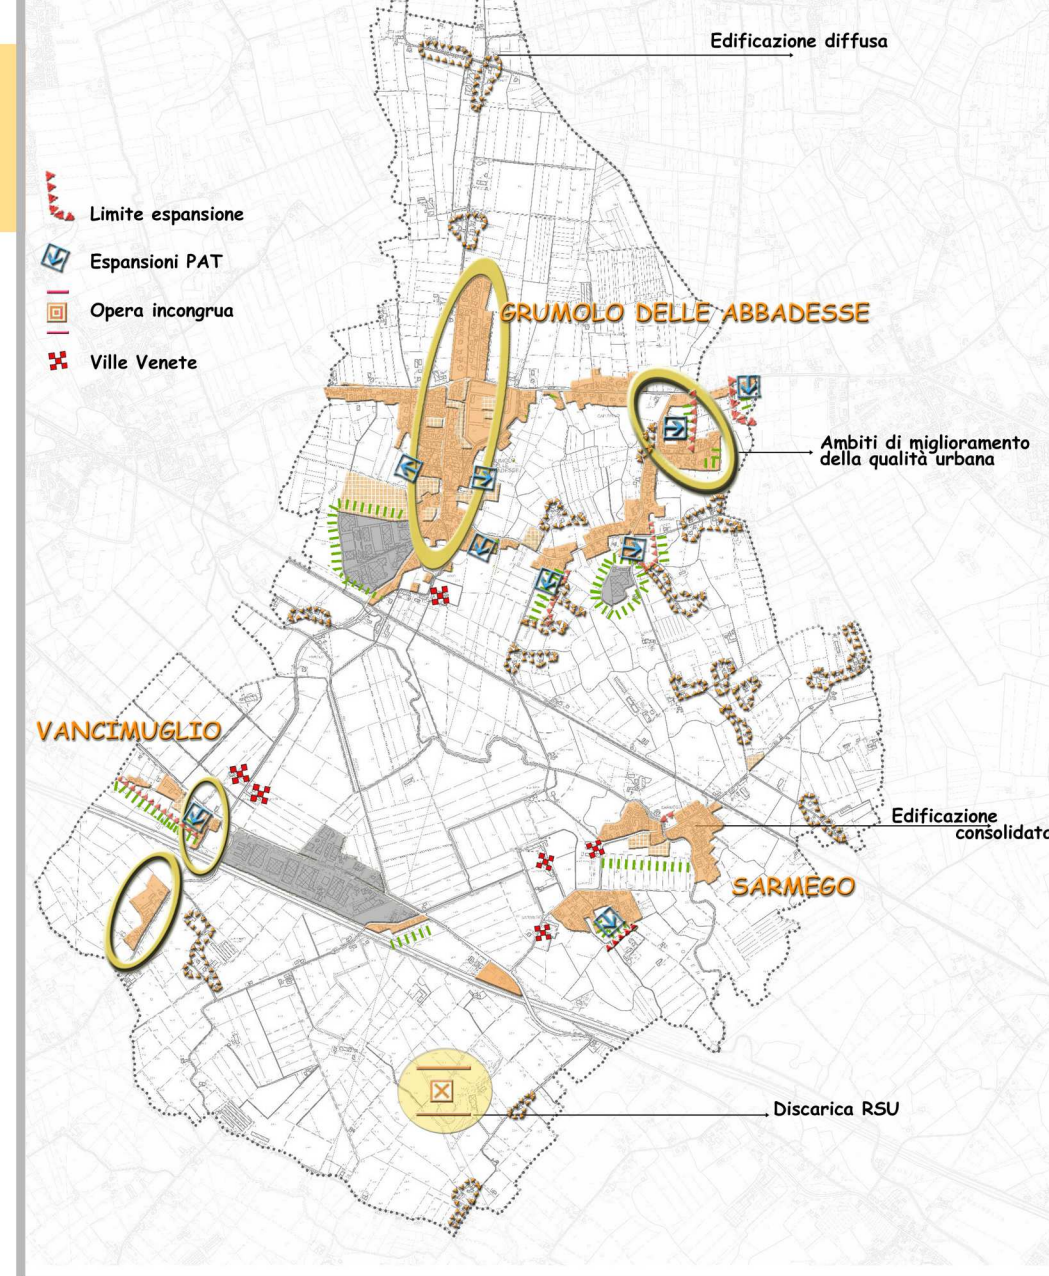 Edificazione diffusa
Limite espansione
Espansioni PAT
Opera incongrua
Ville Venete
GRUMOLO DELLE ABBADESSE
Ambiti di miglioramento
della qualità urbana
VANCIMUGLIO
Edificazione
consolidato
SARMEGO
Discarica RSU